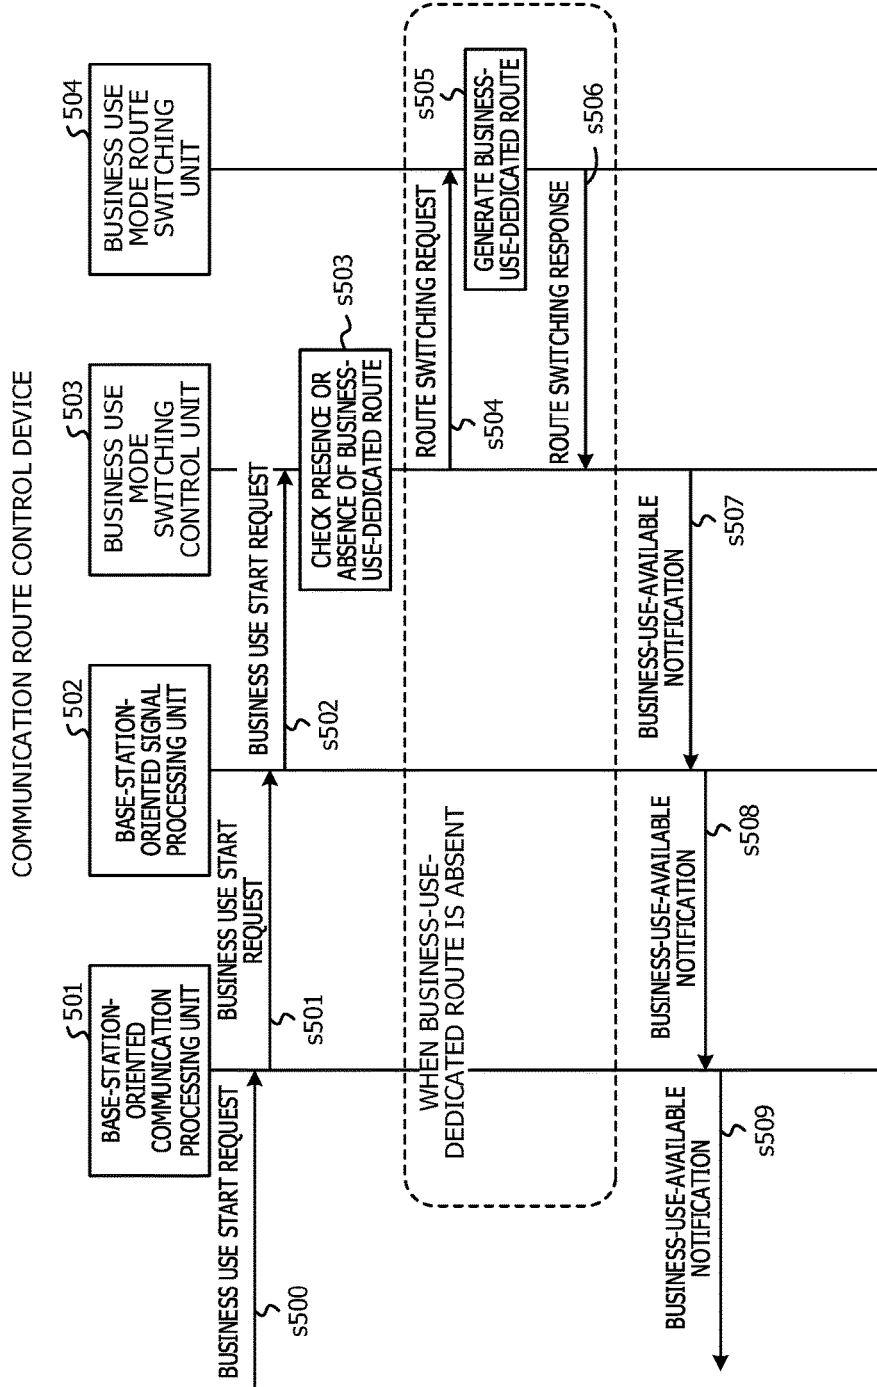 COMMUNICATION ROUTE CONTROL DEVICE
501
BASE-STATION-
ORIENTED
COMMUNICATION
PROCESSING UNIT
502
BASE-STATION-
ORIENTED SIGNAL
PROCESSING UNIT
503
BUSINESS USE
MODE
SWITCHING
CONTROL UNIT
504
BUSINESS USE
MODE ROUTE
SWITCHING
UNIT
BUSINESS USE START REQUEST
s500
BUSINESS USE START
REQUEST
s501
BUSINESS USE START REQUEST
s502
s503
CHECK PRESENCE OR
ABSENCE OF BUSINESS-
USE-DEDICATED ROUTE
WHEN BUSINESS-USE-
DEDICATED ROUTE IS ABSENT
ROUTE SWITCHING REQUEST
s504
s505
GENERATE BUSINESS-
USE-DEDICATED ROUTE
ROUTE SWITCHING RESPONSE
s506
BUSINESS-USE-AVAILABLE
NOTIFICATION
s507
BUSINESS-USE-AVAILABLE
NOTIFICATION
s508
BUSINESS-USE-AVAILABLE
NOTIFICATION
s509